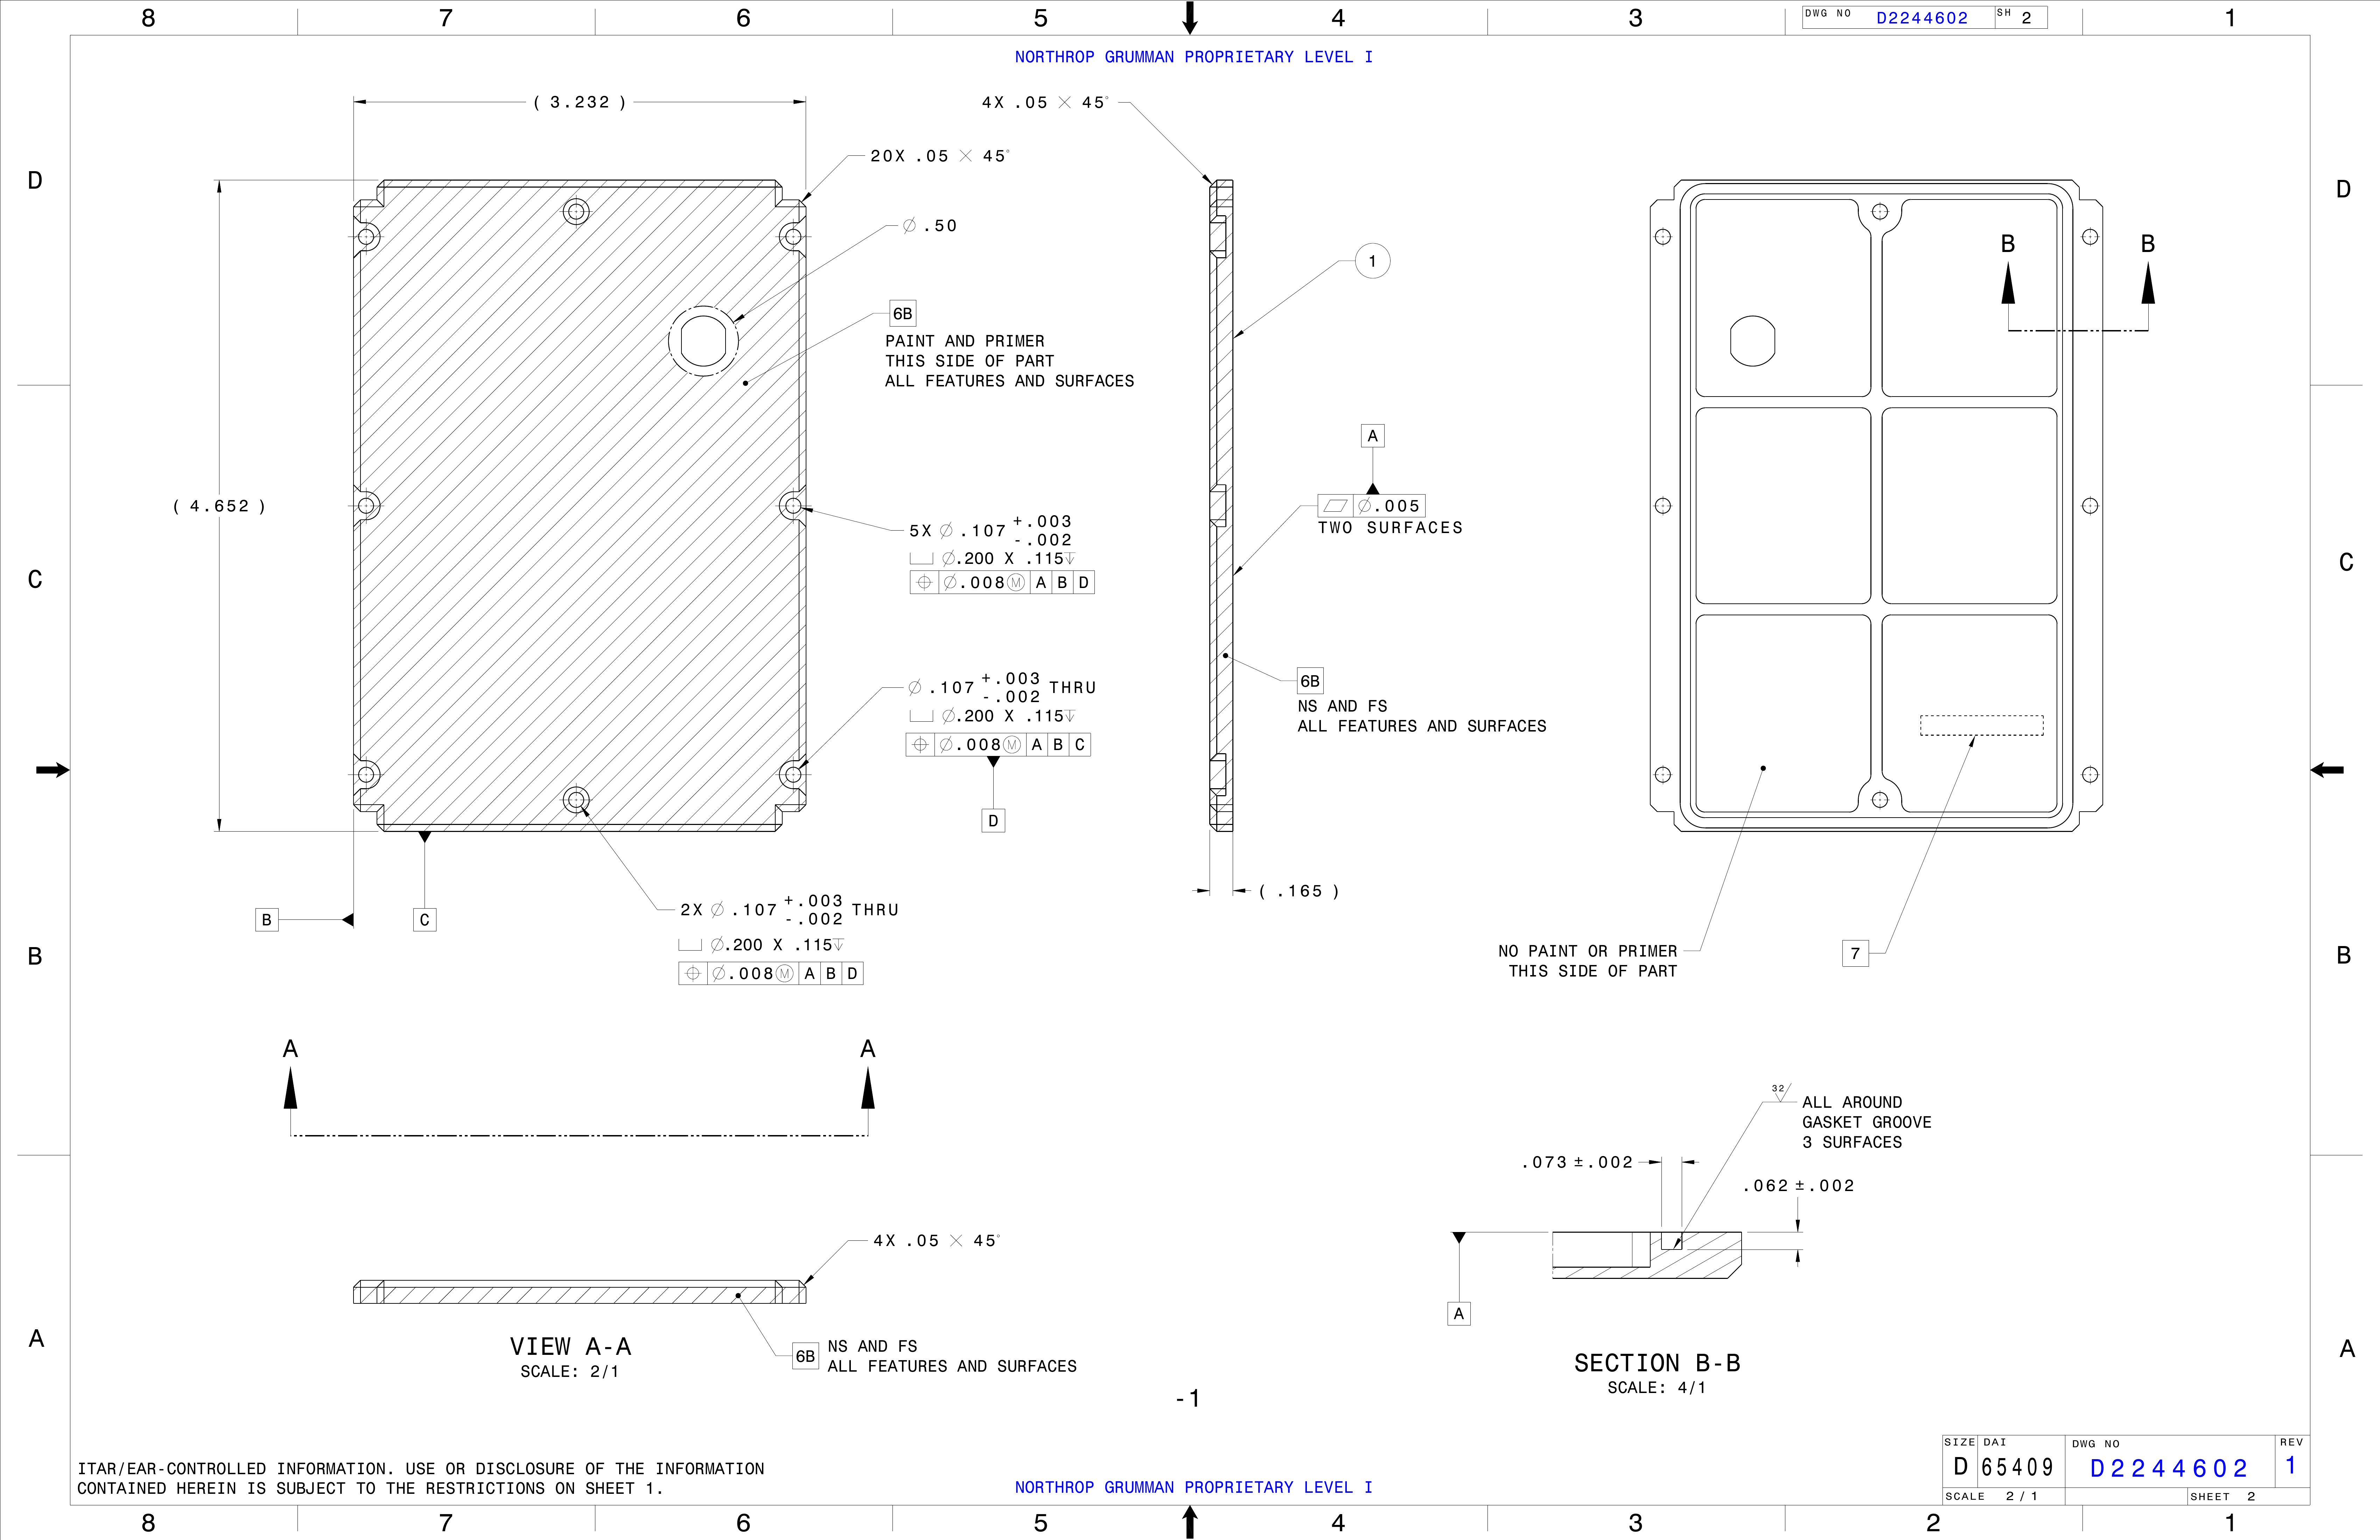 8 7 6 5 4 3 1
DWG NO D2244602 SH 2
NORTHROP GRUMMAN PROPRIETARY LEVEL I
( 3.232 )
4X .05 × 45°
20X .05 × 45°
D
D
⌀ .50
B B
1
6B
PAINT AND PRIMER
THIS SIDE OF PART
ALL FEATURES AND SURFACES
A
( 4.652 )
⏥ ⌀.005
TWO SURFACES
5X ⌀ .107 +.003
-.002
⌴ ⌀.200 X .115↧
⌖ ⌀.008Ⓜ A B D
C
C
6B
NS AND FS
ALL FEATURES AND SURFACES
⌀ .107 +.003
-.002 THRU
⌴ ⌀.200 X .115↧
⌖ ⌀.008Ⓜ A B C
D
( .165 )
B C
2X ⌀ .107 +.003
-.002 THRU
⌴ ⌀.200 X .115↧
⌖ ⌀.008Ⓜ A B D
NO PAINT OR PRIMER
THIS SIDE OF PART
7
B
B
A A
32
ALL AROUND
GASKET GROOVE
3 SURFACES
.073 ±.002
.062 ±.002
4X .05 × 45°
A
A
A
VIEW A-A
SCALE: 2/1
6B
NS AND FS
ALL FEATURES AND SURFACES
SECTION B-B
SCALE: 4/1
-1
ITAR/EAR-CONTROLLED INFORMATION. USE OR DISCLOSURE OF THE INFORMATION
CONTAINED HEREIN IS SUBJECT TO THE RESTRICTIONS ON SHEET 1.
NORTHROP GRUMMAN PROPRIETARY LEVEL I
SIZE DAI DWG NO REV
D 65409 D2244602 1
SCALE 2/1 SHEET 2
8 7 6 5 4 3 2 1